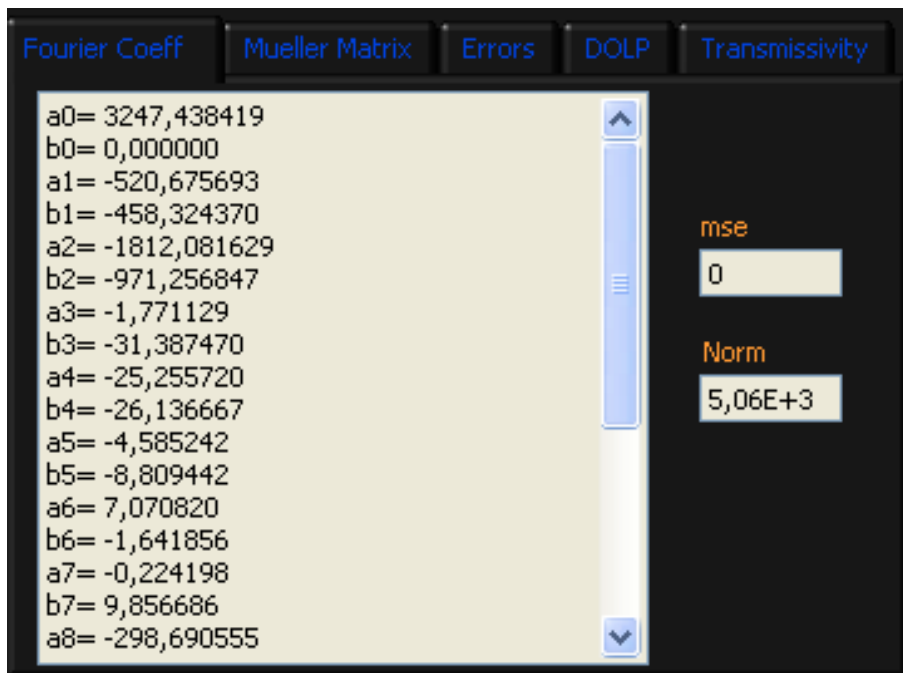 Fourier Coeff Mueller Matrix Errors DOLP Transmissivity
a0= 3247,438419
b0= 0,000000
a1= -520,675693
b1= -458,324370
a2= -1812,081629
b2= -971,256847
a3= -1,771129
b3= -31,387470
a4= -25,255720
b4= -26,136667
a5= -4,585242
b5= -8,809442
a6= 7,070820
b6= -1,641856
a7= -0,224198
b7= 9,856686
a8= -298,690555
mse
0
Norm
5,06E+3